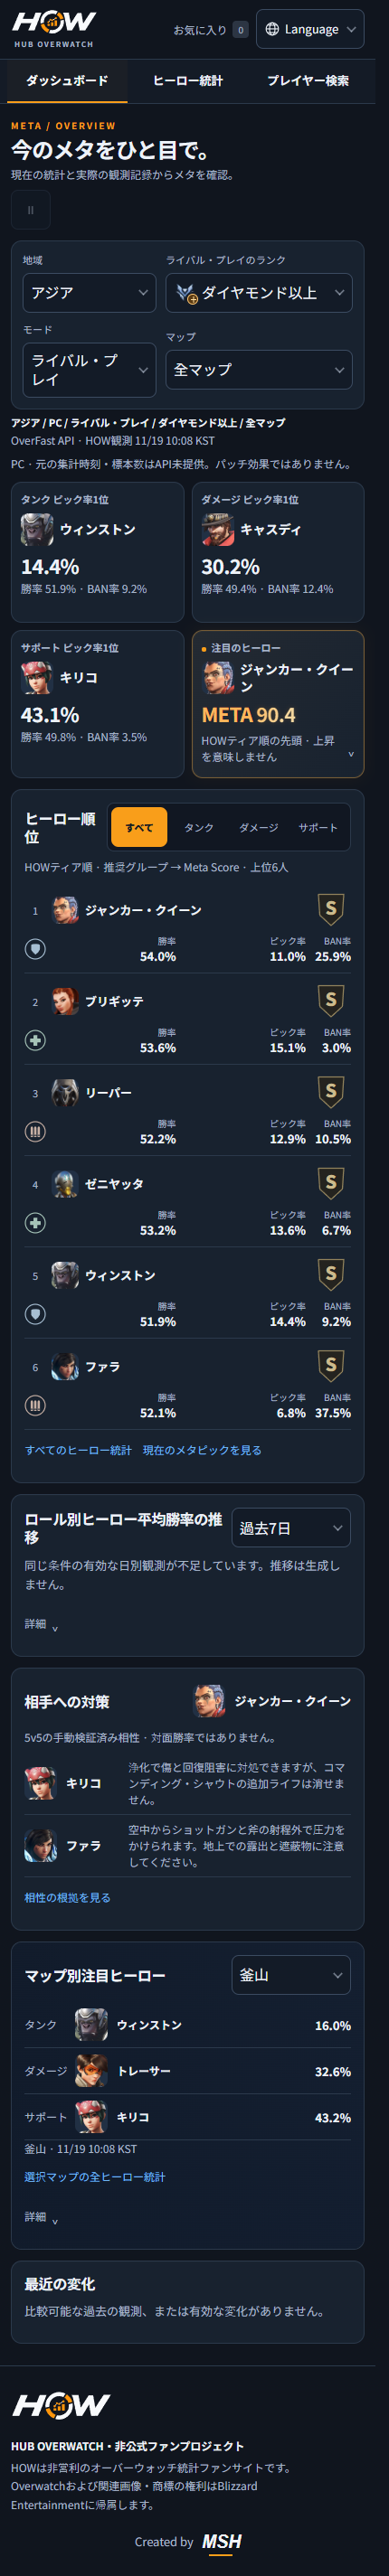 HOW
HUB OVERWATCH
お気に入り 0
Language
ダッシュボード ヒーロー統計 プレイヤー検索
META / OVERVIEW
今のメタをひと目で。
現在の統計と実際の観測記録からメタを確認。
地域 ライバル・プレイのランク
アジア ダイヤモンド以上
モード マップ
ライバル・プ
レイ
全マップ
アジア / PC / ライバル・プレイ / ダイヤモンド以上 / 全マップ
OverFast API · HOW観測 11/19 10:08 KST
PC · 元の集計時刻・標本数はAPI未提供。パッチ効果ではありません。
タンク ピック率1位
ウィンストン
14.4%
勝率 51.9% · BAN率 9.2%
ダメージ ピック率1位
キャスディ
30.2%
勝率 49.4% · BAN率 12.4%
サポート ピック率1位
キリコ
43.1%
勝率 49.8% · BAN率 3.5%
注目のヒーロー
ジャンカー・クイー
ン
META 90.4
HOWティア順の先頭 · 上昇
を意味しません
ヒーロー順
位
すべて タンク ダメージ サポート
HOWティア順 · 推奨グループ → Meta Score · 上位6人
1 ジャンカー・クイーン S
勝率 ピック率 BAN率
54.0% 11.0% 25.9%
2 ブリギッテ S
勝率 ピック率 BAN率
53.6% 15.1% 3.0%
3 リーパー S
勝率 ピック率 BAN率
52.2% 12.9% 10.5%
4 ゼニヤッタ S
勝率 ピック率 BAN率
53.2% 13.6% 6.7%
5 ウィンストン S
勝率 ピック率 BAN率
51.9% 14.4% 9.2%
6 ファラ S
勝率 ピック率 BAN率
52.1% 6.8% 37.5%
すべてのヒーロー統計 現在のメタピックを見る
ロール別ヒーロー平均勝率の推
移
過去7日
同じ条件の有効な日別観測が不足しています。推移は生成し
ません。
詳細
相手への対策 ジャンカー・クイーン
5v5の手動検証済み相性 · 対面勝率ではありません。
キリコ
浄化で傷と回復阻害に対処できますが、コマ
ンディング・シャウトの追加ライフは消せま
せん。
ファラ
空中からショットガンと斧の射程外で圧力を
かけられます。地上での露出と遮蔽物に注意
してください。
相性の根拠を見る
マップ別注目ヒーロー 釜山
タンク ウィンストン 16.0%
ダメージ トレーサー 32.6%
サポート キリコ 43.2%
釜山 · 11/19 10:08 KST
選択マップの全ヒーロー統計
詳細
最近の変化
比較可能な過去の観測、または有効な変化がありません。
HOW
HUB OVERWATCH・非公式ファンプロジェクト
HOWは非営利のオーバーウォッチ統計ファンサイトです。
Overwatchおよび関連画像・商標の権利はBlizzard
Entertainmentに帰属します。
Created by MSH